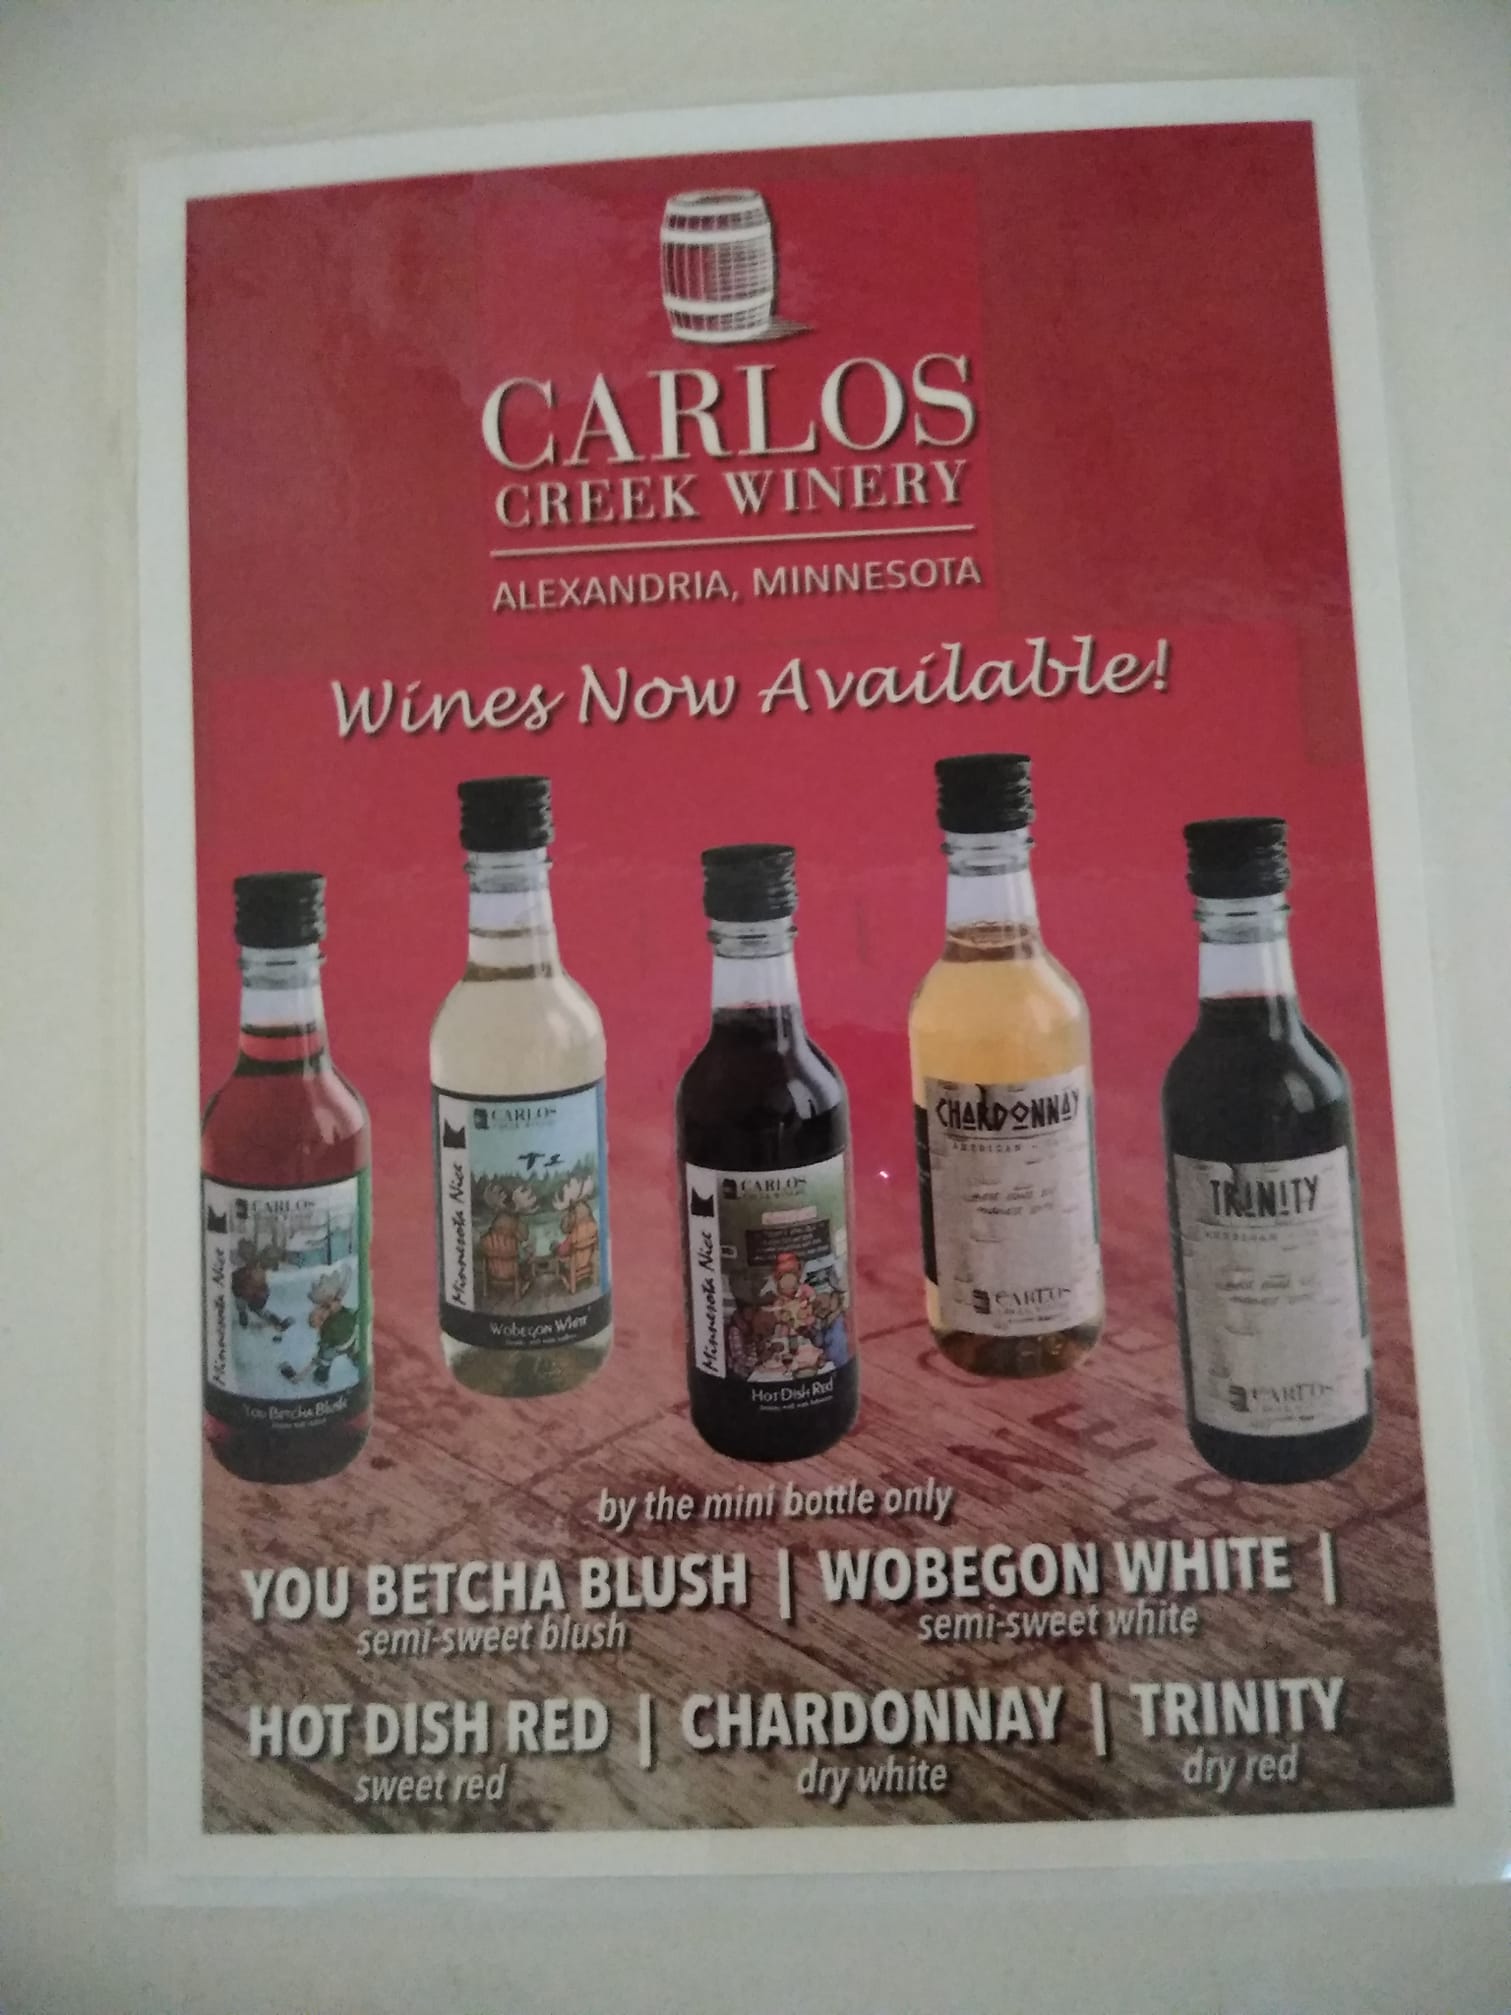 CARLOS
CREEK WINERY
ALEXANDRIA, MINNESOTA
Wines Now Available!
CARLOS
Minnesota Nice
You Betcha Blush
CARLOS
Minnesota Nice
Wobegon White
CARLOS
Minnesota Nice
Hot Dish Red
CHARDONNAY
AMERICAN
CARLOS
TRINITY
AMERICAN
CARLOS
by the mini bottle only
YOU BETCHA BLUSH | WOBEGON WHITE |
semi-sweet blush semi-sweet white
HOT DISH RED | CHARDONNAY | TRINITY
sweet red dry white dry red